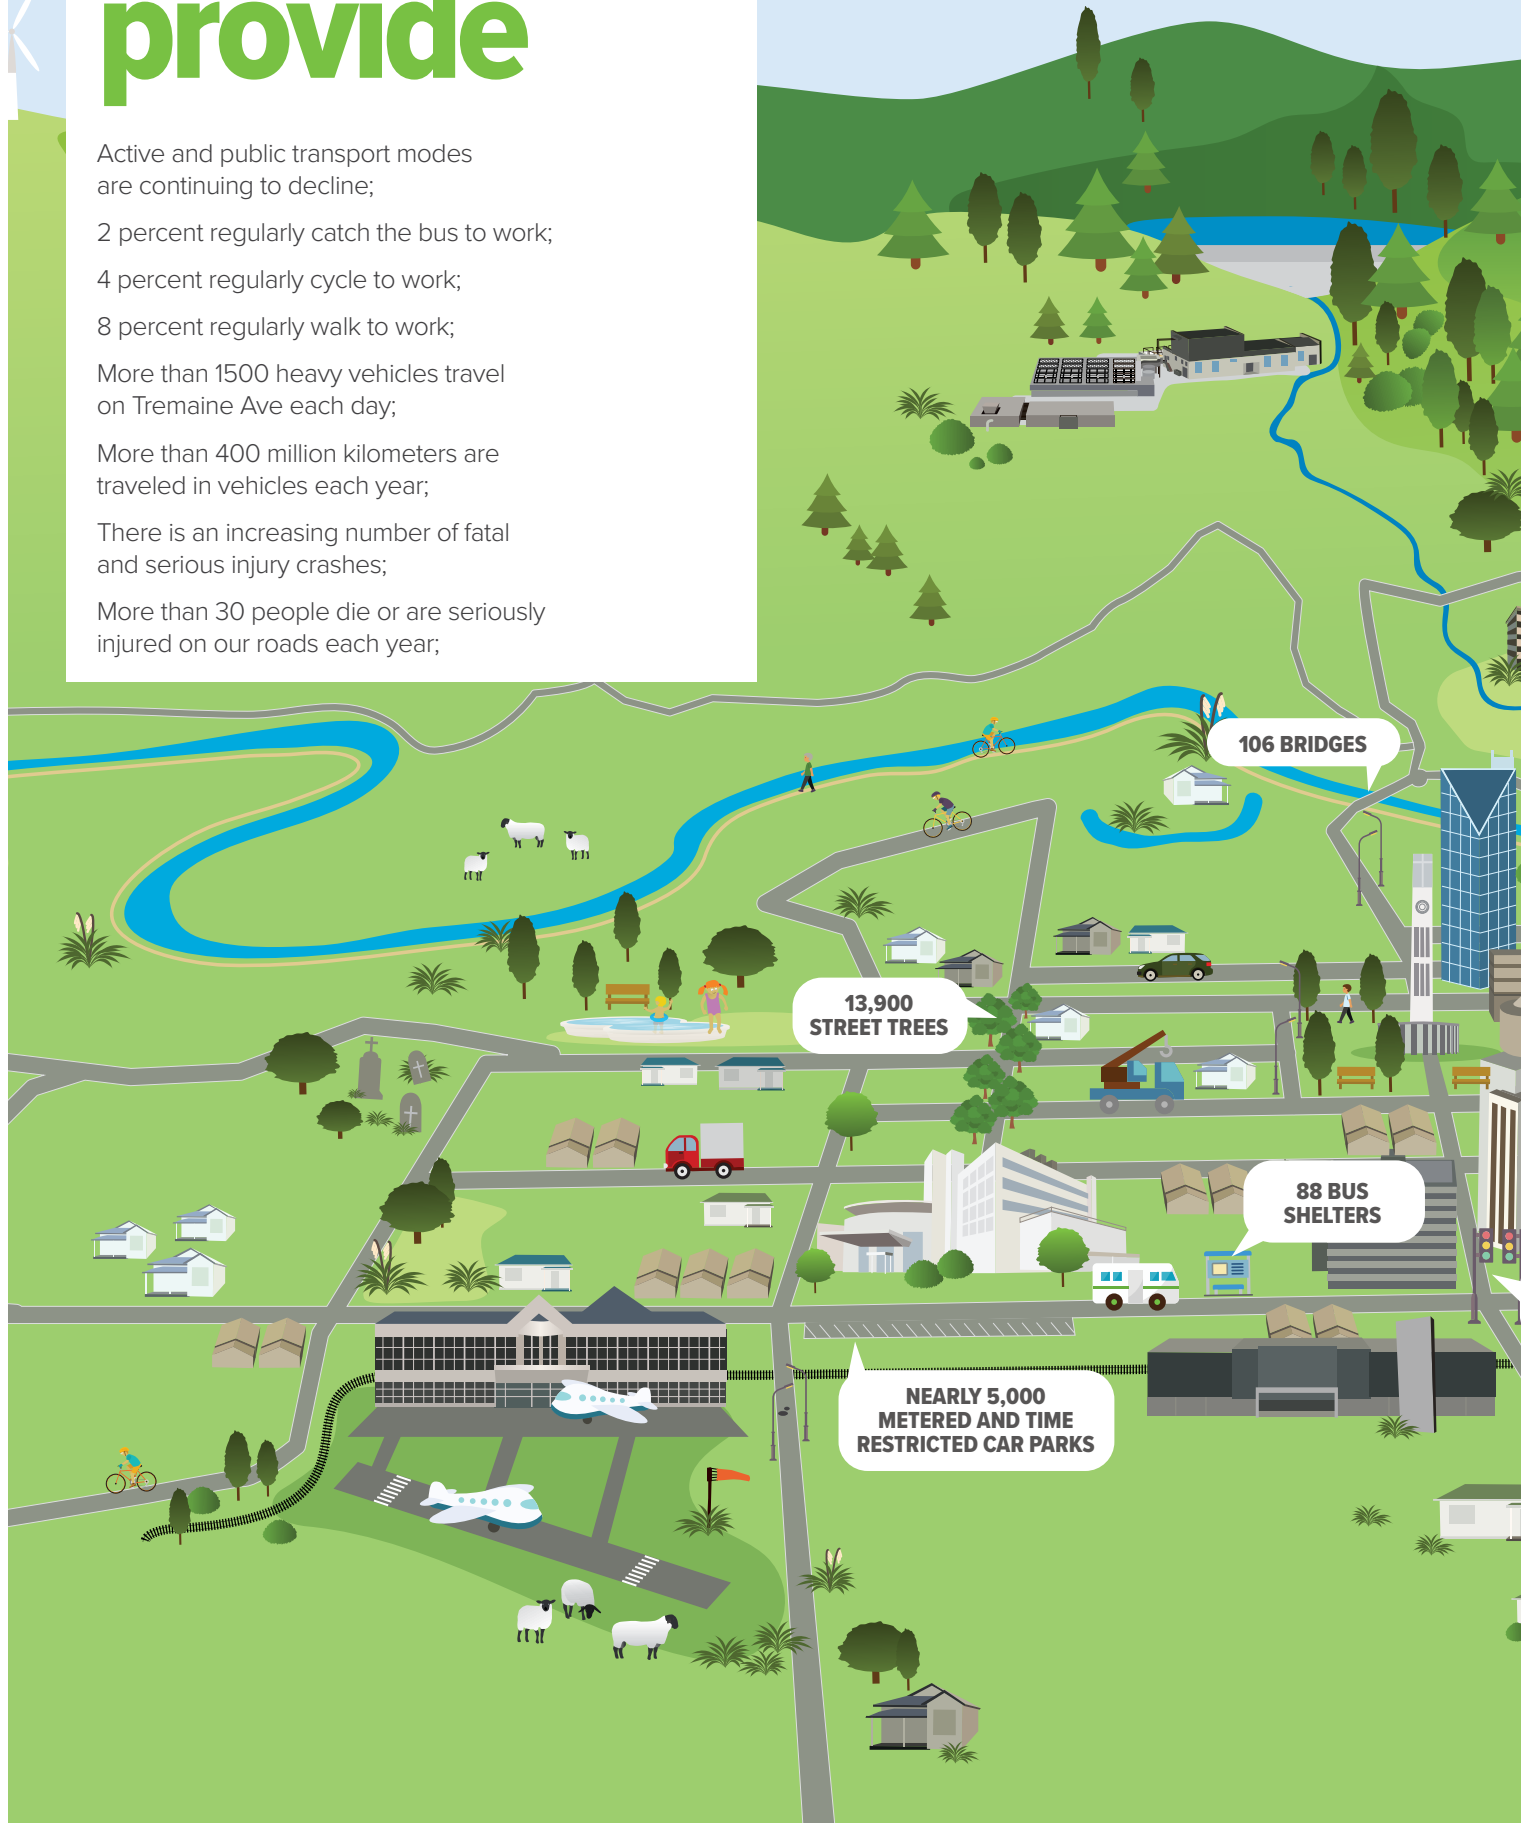 provide
Active and public transport modes
are continuing to decline;
2 percent regularly catch the bus to work;
4 percent regularly cycle to work;
8 percent regularly walk to work;
More than 1500 heavy vehicles travel
on Tremaine Ave each day;
More than 400 million kilometers are
traveled in vehicles each year;
There is an increasing number of fatal
and serious injury crashes;
More than 30 people die or are seriously
injured on our roads each year;
106 BRIDGES
13,900
STREET TREES
88 BUS
SHELTERS
NEARLY 5,000
METERED AND TIME
RESTRICTED CAR PARKS